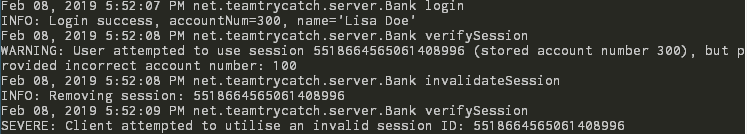 Feb 08, 2019 5:52:07 PM net.teamtrycatch.server.Bank login
INFO: Login success, accountNum=300, name='Lisa Doe'
Feb 08, 2019 5:52:08 PM net.teamtrycatch.server.Bank verifySession
WARNING: User attempted to use session 5518664565061408996 (stored account number 300), but p
rovided incorrect account number: 100
Feb 08, 2019 5:52:08 PM net.teamtrycatch.server.Bank invalidateSession
INFO: Removing session: 5518664565061408996
Feb 08, 2019 5:52:09 PM net.teamtrycatch.server.Bank verifySession
SEVERE: Client attempted to utilise an invalid session ID: 5518664565061408996